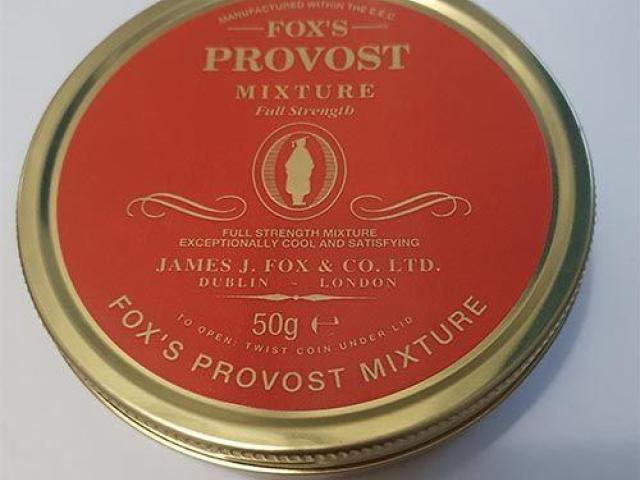 MANUFACTURED WITHIN THE E.E.C.
FOX'S
PROVOST
MIXTURE
Full Strength
FULL STRENGTH MIXTURE
EXCEPTIONALLY COOL AND SATISFYING
JAMES J. FOX & CO. LTD.
DUBLIN - LONDON
50g ℮
TO OPEN: TWIST COIN UNDER LID
FOX'S PROVOST MIXTURE